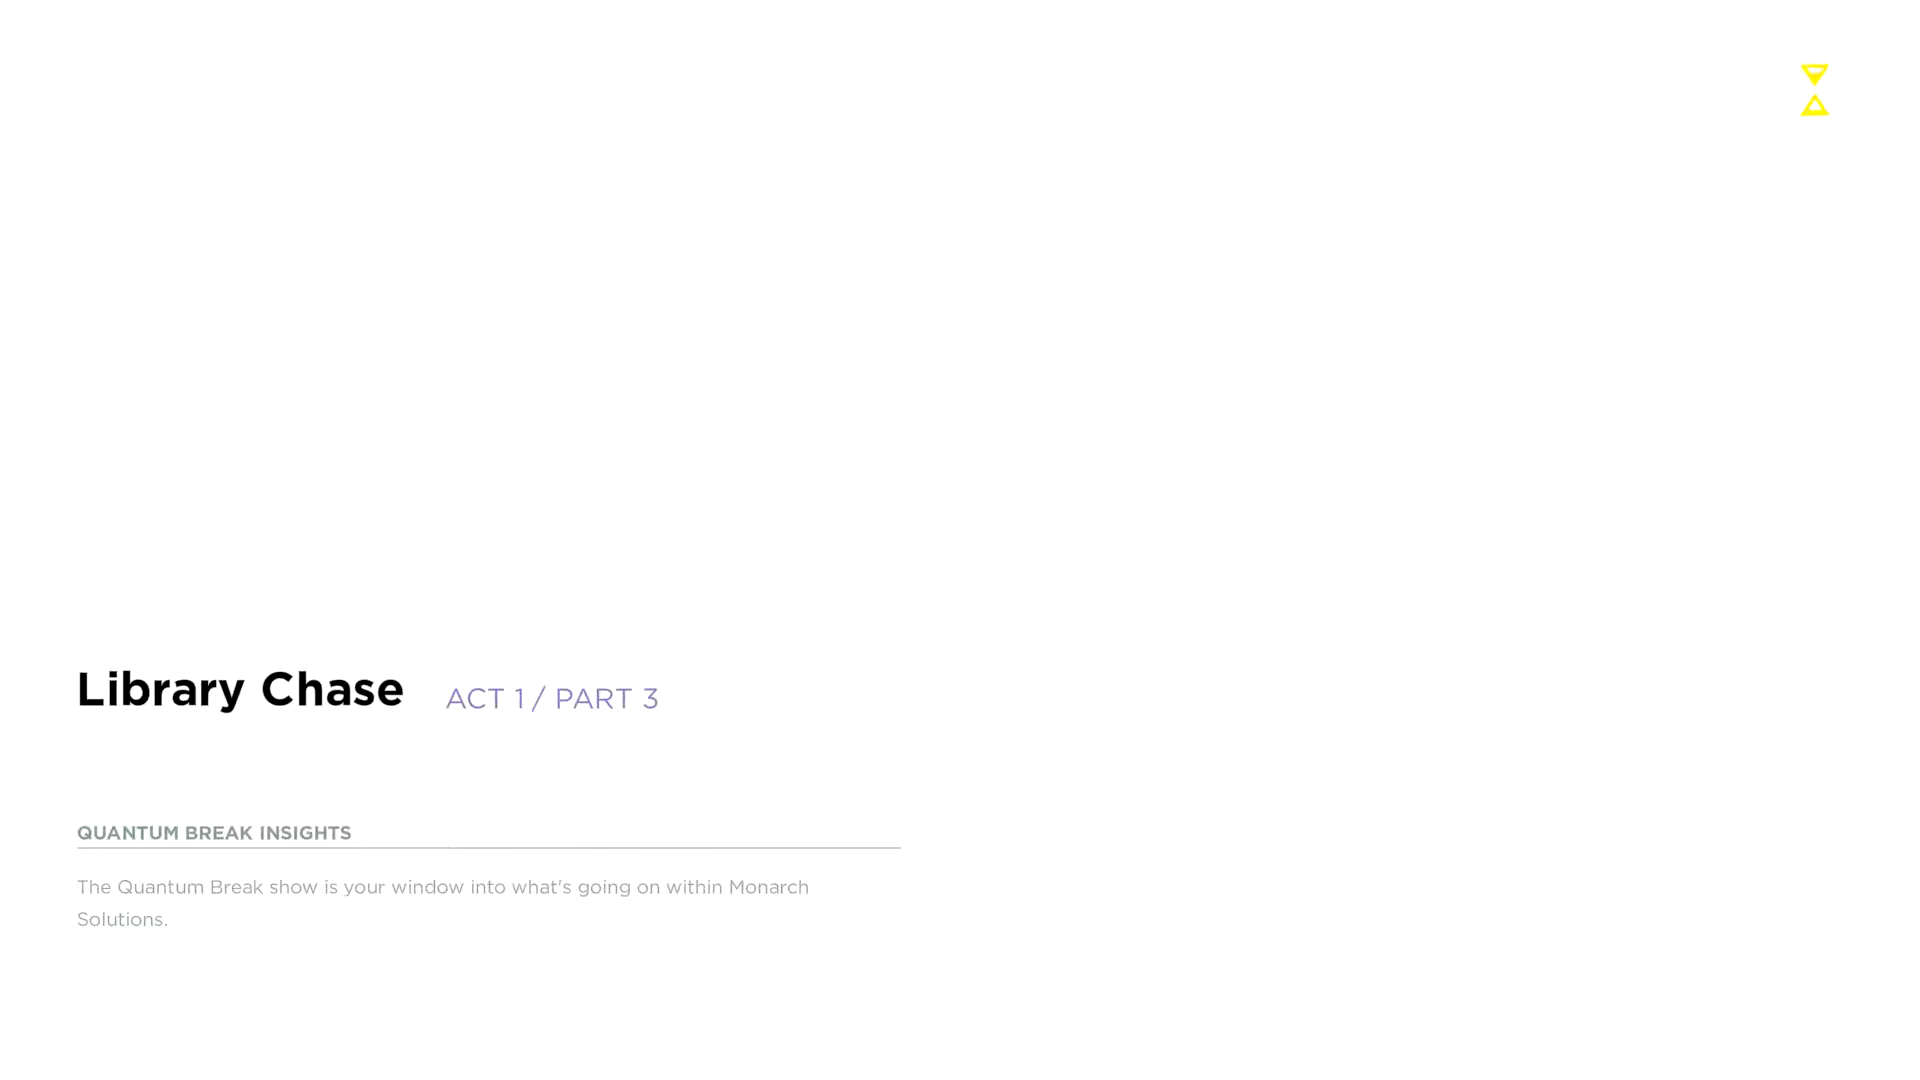 Library Chase ACT 1 / PART 3
QUANTUM BREAK INSIGHTS
The Quantum Break show is your window into what's going on within Monarch
Solutions.